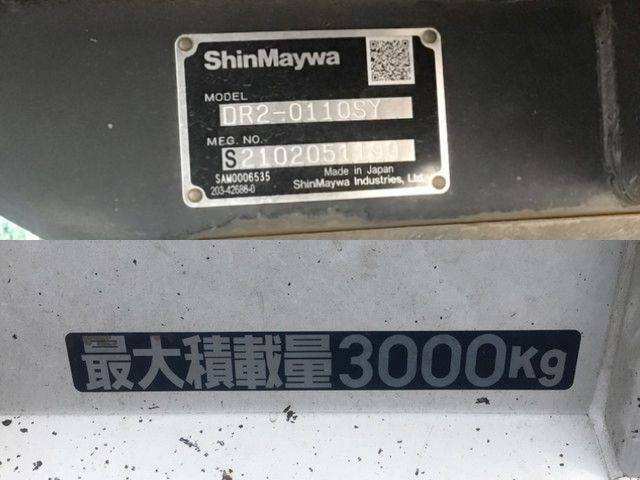 ShinMaywa
MODEL
DR2-0110SY
MFG. NO.
SAM0006535
Made in Japan
203-42686-0
ShinMaywa Industries, Ltd.
最大積載量3000Kg